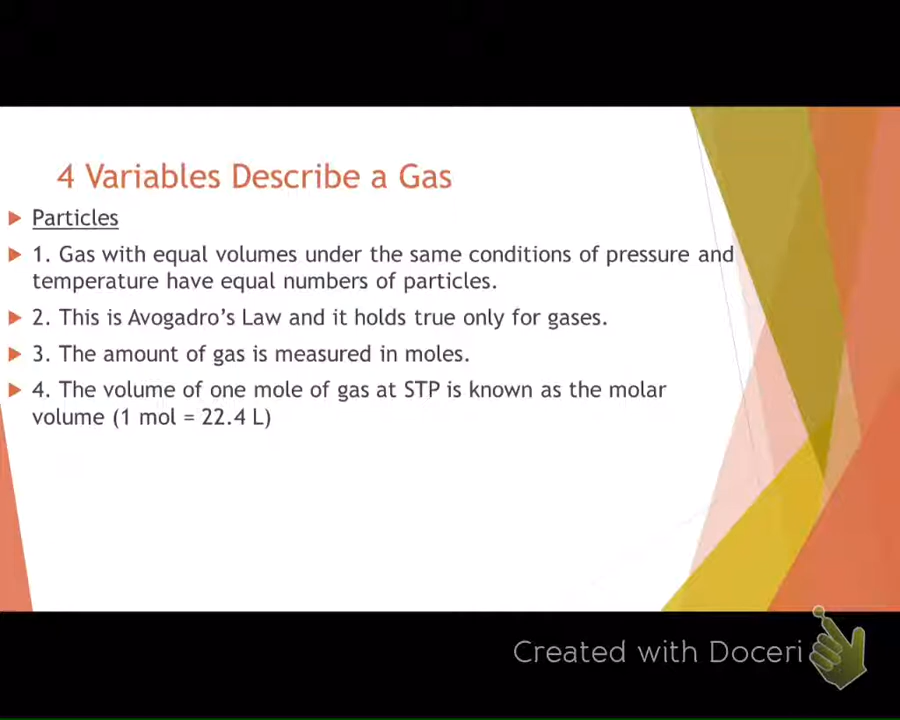 4 Variables Describe a Gas
Particles
1. Gas with equal volumes under the same conditions of pressure and
temperature have equal numbers of particles.
2. This is Avogadro's Law and it holds true only for gases.
3. The amount of gas is measured in moles.
4. The volume of one mole of gas at STP is known as the molar
volume (1 mol = 22.4 L)
Created with Doceri